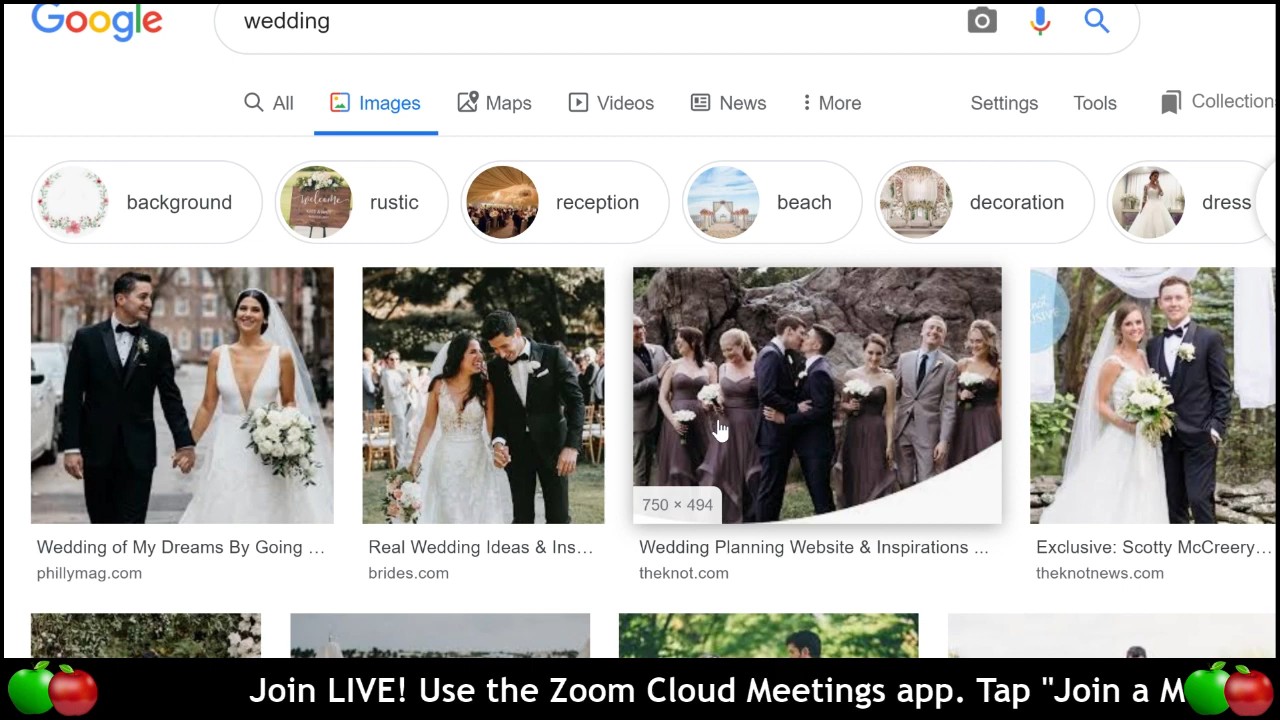 Google
wedding
All
Images
Maps
Videos
News
More
Settings
Tools
Collection
background
rustic
reception
beach
decoration
dress
welcome
750 × 494
Wedding of My Dreams By Going …
phillymag.com
Real Wedding Ideas & Ins…
brides.com
Wedding Planning Website & Inspirations ...
theknot.com
Exclusive: Scotty McCreery…
theknotnews.com
Join LIVE! Use the Zoom Cloud Meetings app. Tap "Join a M